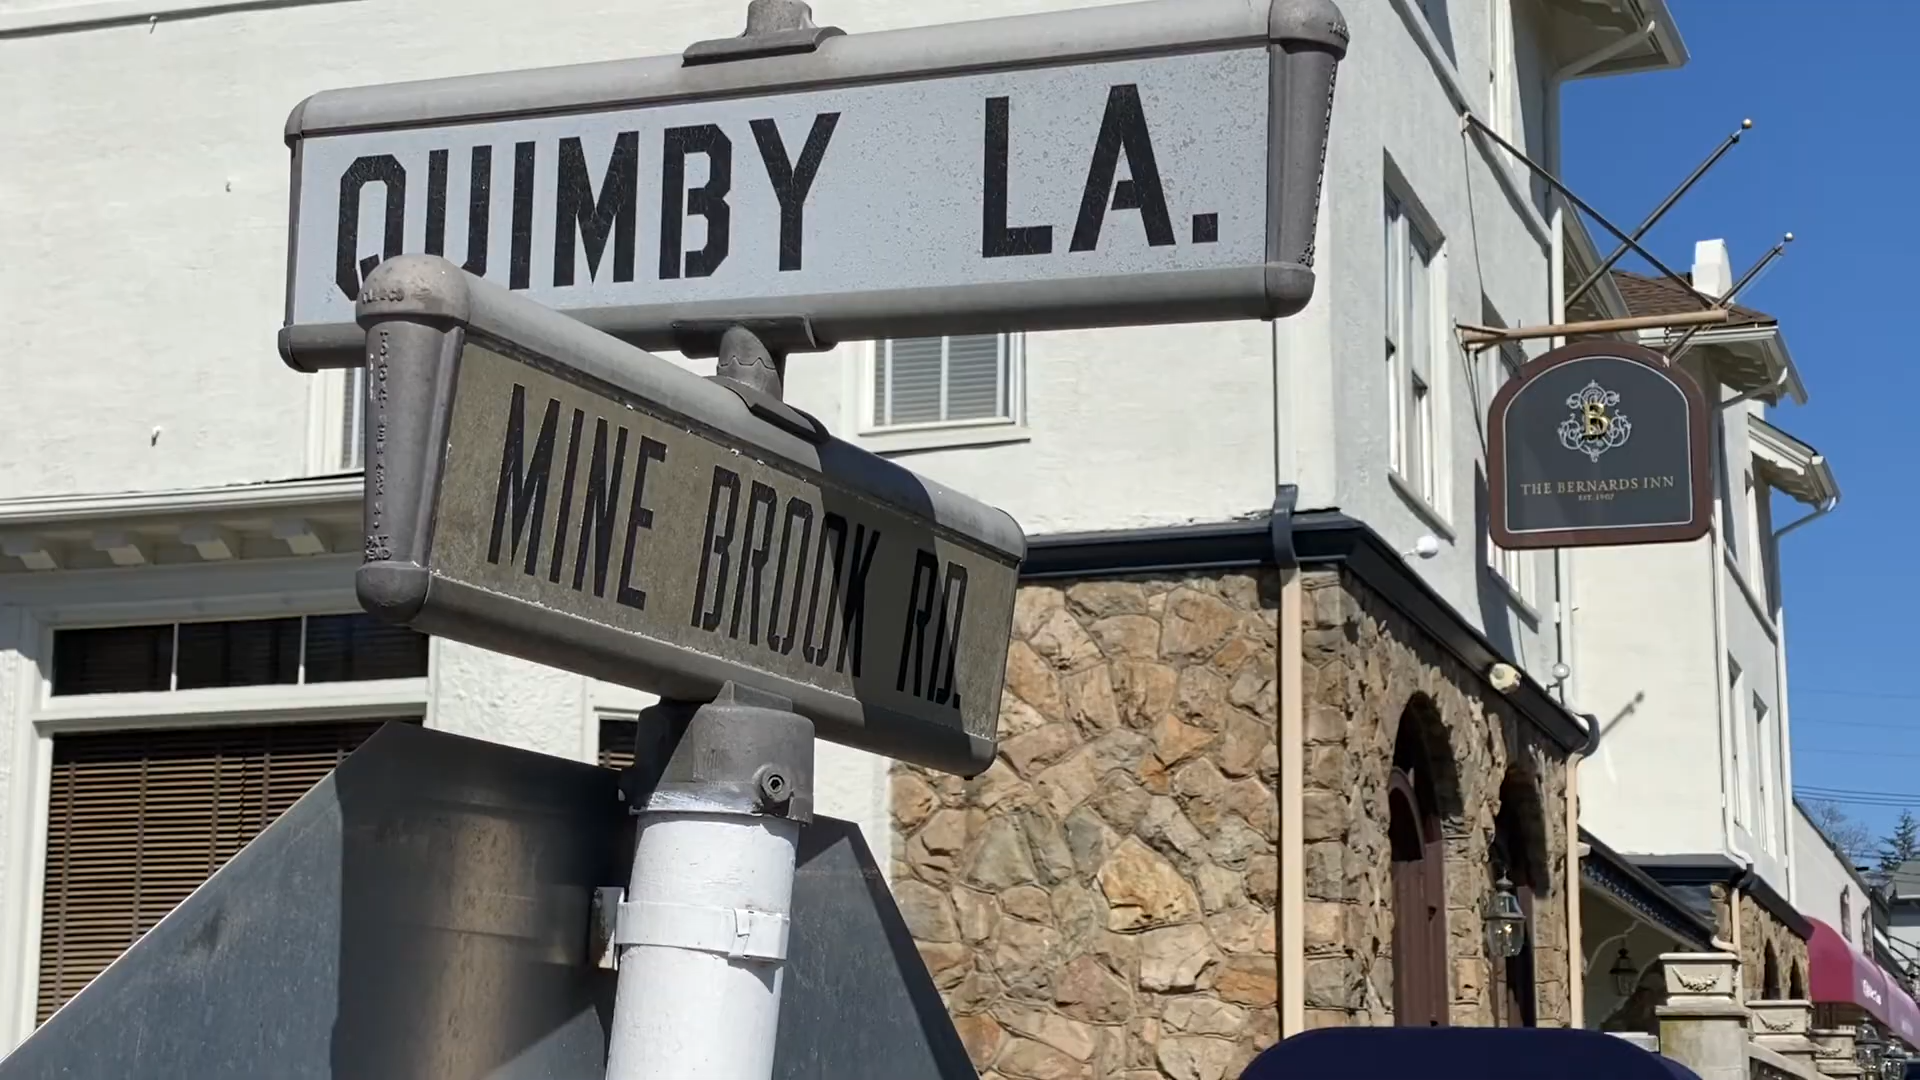 QUIMBY LA.
MINE BROOK RD.
B
THE BERNARDS INN
EST. 1907